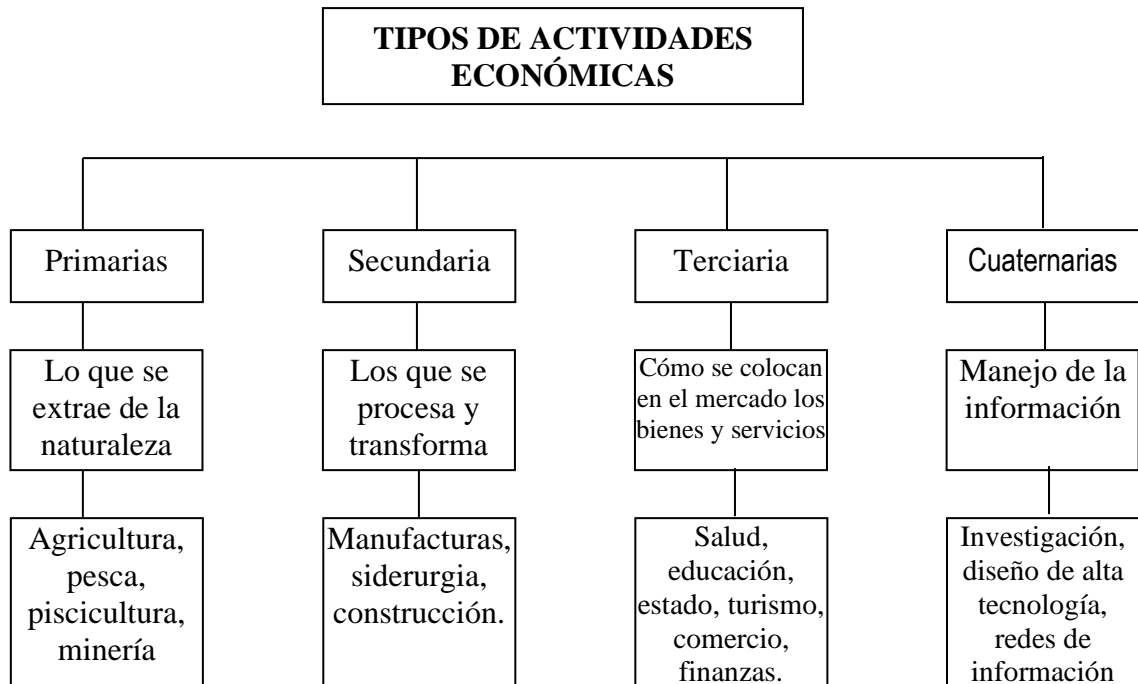 TIPOS DE ACTIVIDADES
ECONÓMICAS
Primarias
Secundaria
Terciaria
Cuaternarias
Lo que se
extrae de la
naturaleza
Los que se
procesa y
transforma
Cómo se colocan
en el mercado los
bienes y servicios
Manejo de la
información
Agricultura,
pesca,
piscicultura,
minería
Manufacturas,
siderurgia,
construcción.
Salud,
educación,
estado, turismo,
comercio,
finanzas.
Investigación,
diseño de alta
tecnología,
redes de
información